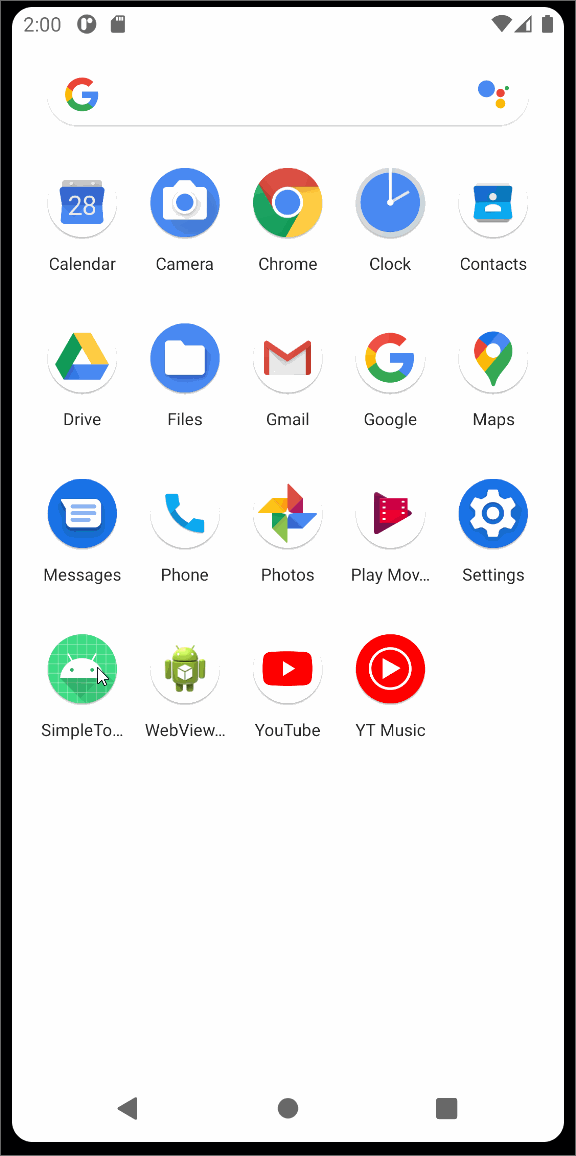 2:00
28
Calendar Camera Chrome Clock Contacts
Drive Files Gmail Google Maps
Messages Phone Photos Play Mov... Settings
SimpleTo... WebView... YouTube YT Music